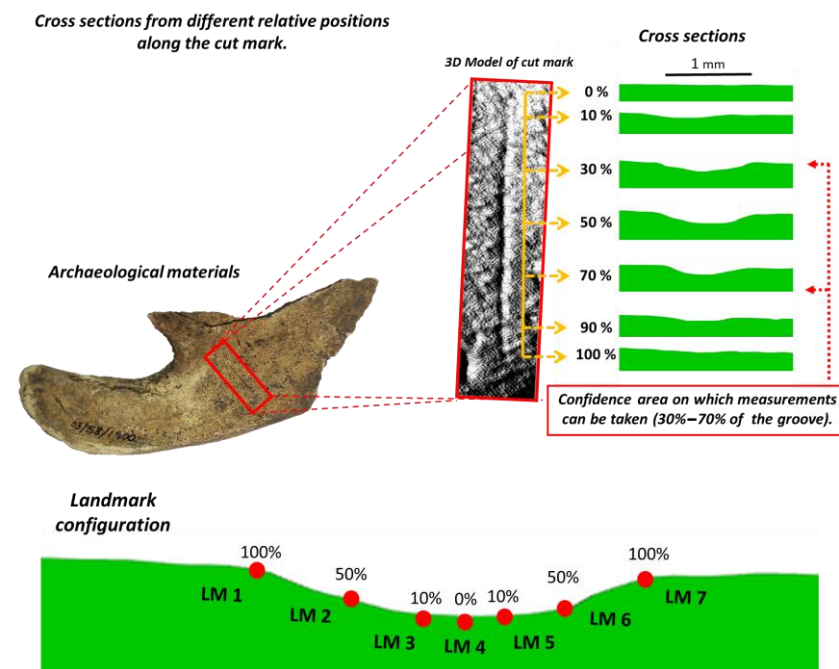 Cross sections from different relative positions
along the cut mark.
Cross sections
3D Model of cut mark
1 mm
0 %
10 %
30 %
50 %
70 %
90 %
100 %
Archaeological materials
03/58/1900
Confidence area on which measurements
can be taken (30%–70% of the groove).
Landmark
configuration
100%
50%
10%
0%
10%
50%
100%
LM 1
LM 2
LM 3
LM 4
LM 5
LM 6
LM 7